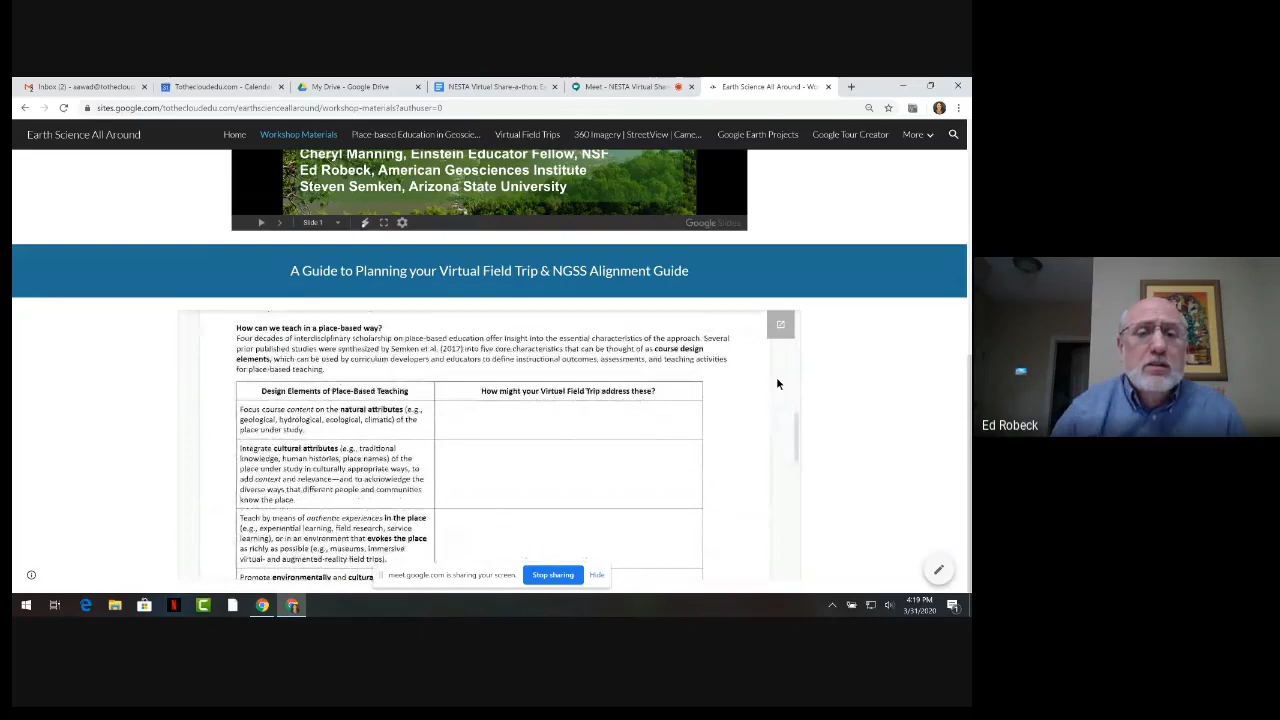 Inbox (2) - aawad@tothecloud
Tothecloudedu.com - Calenda
My Drive - Google Drive
NESTA Virtual Share-a-thon: E
Meet - NESTA Virtual Sha
Earth Science All Around - Wo
sites.google.com/tothecloudedu.com/earthscienceallaround/workshop-materials?authuser=0
Earth Science All Around
Home
Workshop Materials
Place-based Education in Geoscie...
Virtual Field Trips
360 Imagery | StreetView | Came...
Google Earth Projects
Google Tour Creator
More
Cheryl Manning, Einstein Educator Fellow, NSF
Ed Robeck, American Geosciences Institute
Steven Semken, Arizona State University
Slide 1
Google Slides
A Guide to Planning your Virtual Field Trip & NGSS Alignment Guide
How can we teach in a place-based way?
Four decades of interdisciplinary scholarship on place-based education offer insight into the essential characteristics of the approach. Several
prior published studies were synthesized by Semken et al. (2017) into five core characteristics that can be thought of as course design
elements, which can be used by curriculum developers and educators to define instructional outcomes, assessments, and teaching activities
for place-based teaching.
Design Elements of Place-Based Teaching
How might your Virtual Field Trip address these?
Focus course content on the natural attributes (e.g.,
geological, hydrological, ecological, climatic) of the
place under study.
Integrate cultural attributes (e.g., traditional
knowledge, human histories, place names) of the
place under study in culturally appropriate ways, to
add context and relevance—and to acknowledge the
diverse ways that different people and communities
know the place.
Teach by means of authentic experiences in the place
(e.g., experiential learning, field research, service
learning), or in an environment that evokes the place
as richly as possible (e.g., museums, immersive
virtual- and augmented-reality field trips).
Promote environmentally and cultura
meet.google.com is sharing your screen.
Stop sharing
Hide
Ed Robeck
4:19 PM
3/31/2020